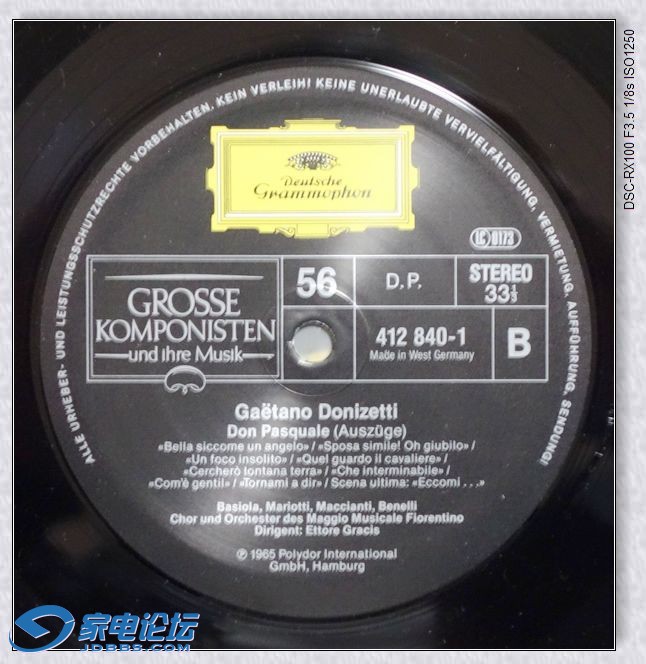 DSC-RX100 F3.5 1/8s ISO1250
ALLE URHEBER- UND LEISTUNGSSCHUTZRECHTE VORBEHALTEN. KEIN VERLEIH! KEINE UNERLAUBTE VERVIELFÄLTIGUNG, VERMIETUNG, AUFFÜHRUNG, SENDUNG!
Deutsche
Grammophon
LC 0173
GROSSE
KOMPONISTEN
und ihre Musik
56
D.P.
STEREO
33 1/3
412 840-1
Made in West Germany
B
Gaëtano Donizetti
Don Pasquale (Auszüge)
«Bella siccome un angelo» / «Sposa simile! Oh giubilo» /
«Un foco insolito» / «Quel guardo il cavaliere» /
«Cercherò lontana terra» / «Che interminabile» /
«Com'è gentil» / «Tornami a dir» / Scena ultima: «Eccomi...»
Basiola, Mariotti, Maccianti, Benelli
Chor und Orchester des Maggio Musicale Fiorentino
Dirigent: Ettore Gracis
℗ 1965 Polydor International
GmbH, Hamburg
家电论坛
JDBBS.COM